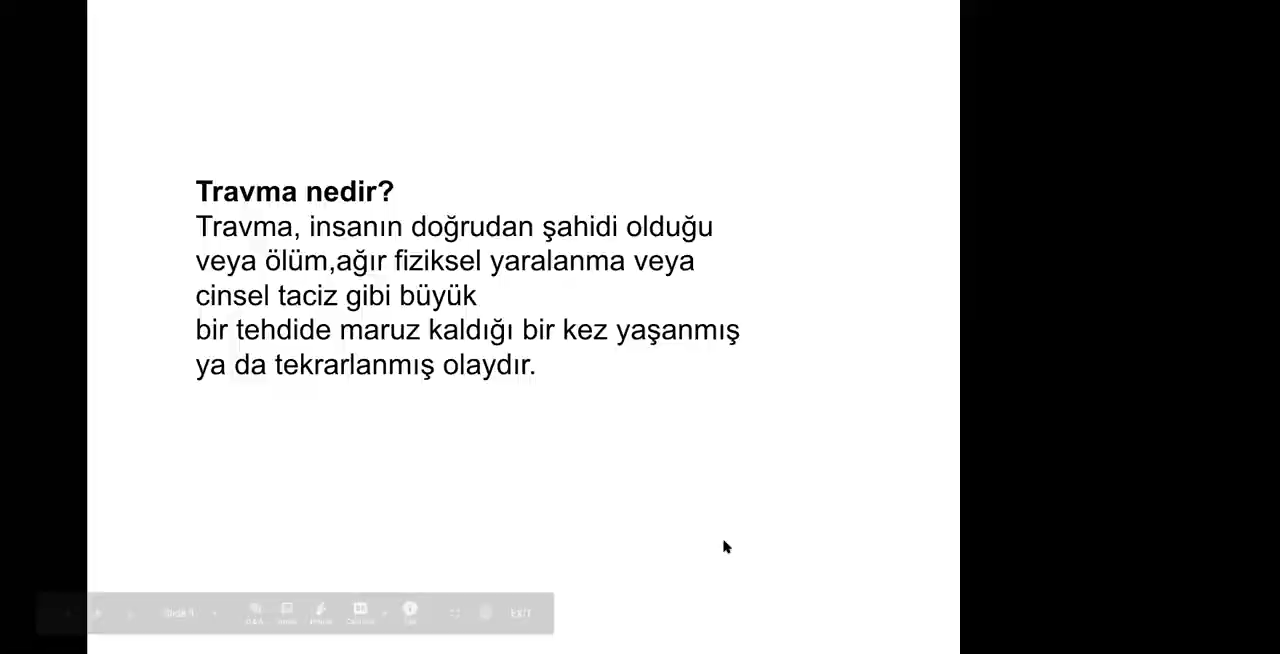 Travma nedir?
Travma, insanın doğrudan şahidi olduğu
veya ölüm,ağır fiziksel yaralanma veya
cinsel taciz gibi büyük
bir tehdide maruz kaldığı bir kez yaşanmış
ya da tekrarlanmış olaydır.
EXIT